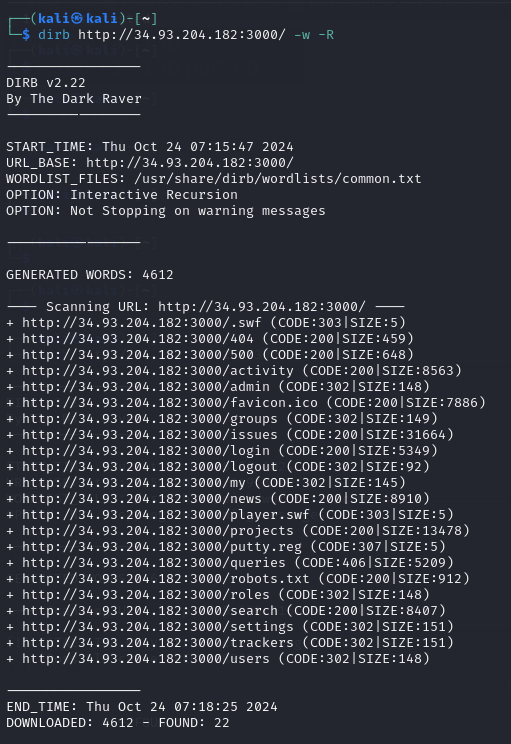 ┌──(kali㉿kali)-[~]
└─$ dirb http://34.93.204.182:3000/ -w -R
-----------------
DIRB v2.22
By The Dark Raver
-----------------
START_TIME: Thu Oct 24 07:15:47 2024
URL_BASE: http://34.93.204.182:3000/
WORDLIST_FILES: /usr/share/dirb/wordlists/common.txt
OPTION: Interactive Recursion
OPTION: Not Stopping on warning messages
-----------------
GENERATED WORDS: 4612
---- Scanning URL: http://34.93.204.182:3000/ ----
+ http://34.93.204.182:3000/.swf (CODE:303|SIZE:5)
+ http://34.93.204.182:3000/404 (CODE:200|SIZE:459)
+ http://34.93.204.182:3000/500 (CODE:200|SIZE:648)
+ http://34.93.204.182:3000/activity (CODE:200|SIZE:8563)
+ http://34.93.204.182:3000/admin (CODE:302|SIZE:148)
+ http://34.93.204.182:3000/favicon.ico (CODE:200|SIZE:7886)
+ http://34.93.204.182:3000/groups (CODE:302|SIZE:149)
+ http://34.93.204.182:3000/issues (CODE:200|SIZE:31664)
+ http://34.93.204.182:3000/login (CODE:200|SIZE:5349)
+ http://34.93.204.182:3000/logout (CODE:302|SIZE:92)
+ http://34.93.204.182:3000/my (CODE:302|SIZE:145)
+ http://34.93.204.182:3000/news (CODE:200|SIZE:8910)
+ http://34.93.204.182:3000/player.swf (CODE:303|SIZE:5)
+ http://34.93.204.182:3000/projects (CODE:200|SIZE:13478)
+ http://34.93.204.182:3000/putty.reg (CODE:307|SIZE:5)
+ http://34.93.204.182:3000/queries (CODE:406|SIZE:5209)
+ http://34.93.204.182:3000/robots.txt (CODE:200|SIZE:912)
+ http://34.93.204.182:3000/roles (CODE:302|SIZE:148)
+ http://34.93.204.182:3000/search (CODE:200|SIZE:8407)
+ http://34.93.204.182:3000/settings (CODE:302|SIZE:151)
+ http://34.93.204.182:3000/trackers (CODE:302|SIZE:151)
+ http://34.93.204.182:3000/users (CODE:302|SIZE:148)
-----------------
END_TIME: Thu Oct 24 07:18:25 2024
DOWNLOADED: 4612 - FOUND: 22